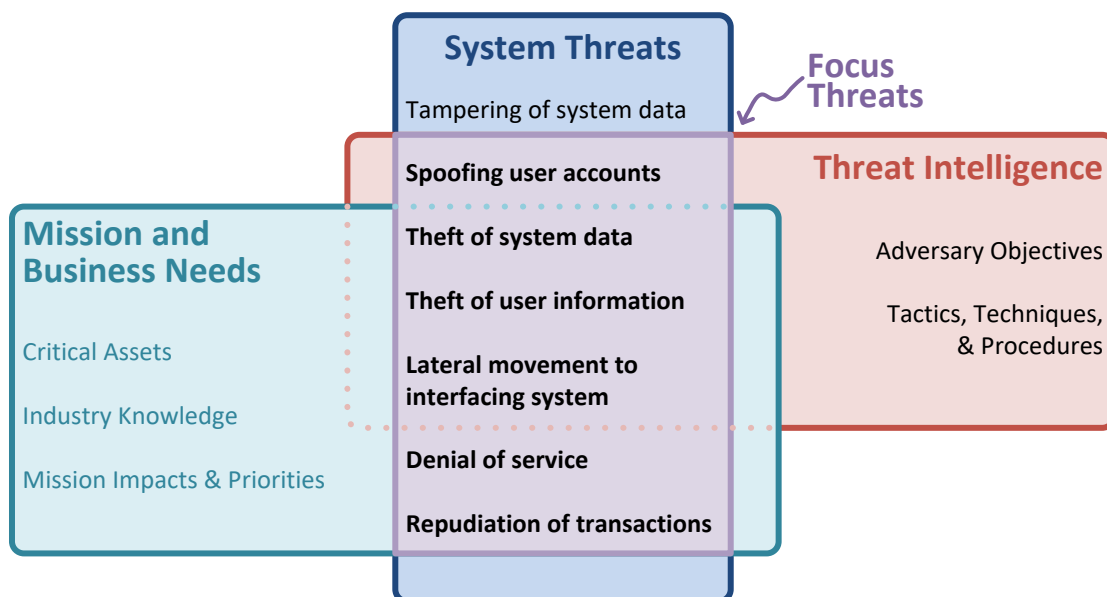 System Threats
Focus
Threats
Tampering of system data
Spoofing user accounts
Threat Intelligence
Mission and
Business Needs
Theft of system data
Adversary Objectives
Theft of user information
Tactics, Techniques,
& Procedures
Critical Assets
Lateral movement to
interfacing system
Industry Knowledge
Denial of service
Mission Impacts & Priorities
Repudiation of transactions